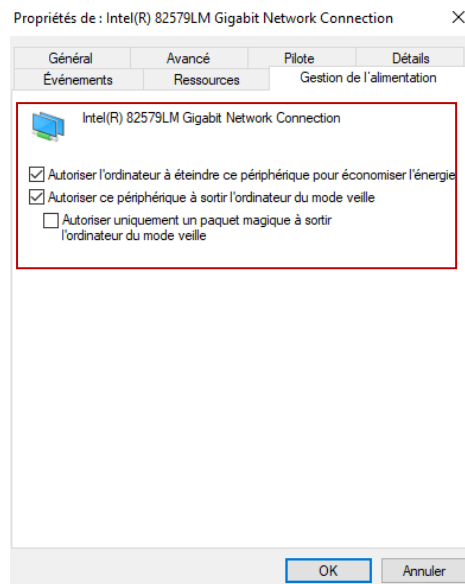 Propriétés de : Intel(R) 82579LM Gigabit Network Connection
Général Avancé Pilote Détails
Événements Ressources Gestion de l'alimentation
Intel(R) 82579LM Gigabit Network Connection
Autoriser l'ordinateur à éteindre ce périphérique pour économiser l'énergie
Autoriser ce périphérique à sortir l'ordinateur du mode veille
Autoriser uniquement un paquet magique à sortir
l'ordinateur du mode veille
OK Annuler